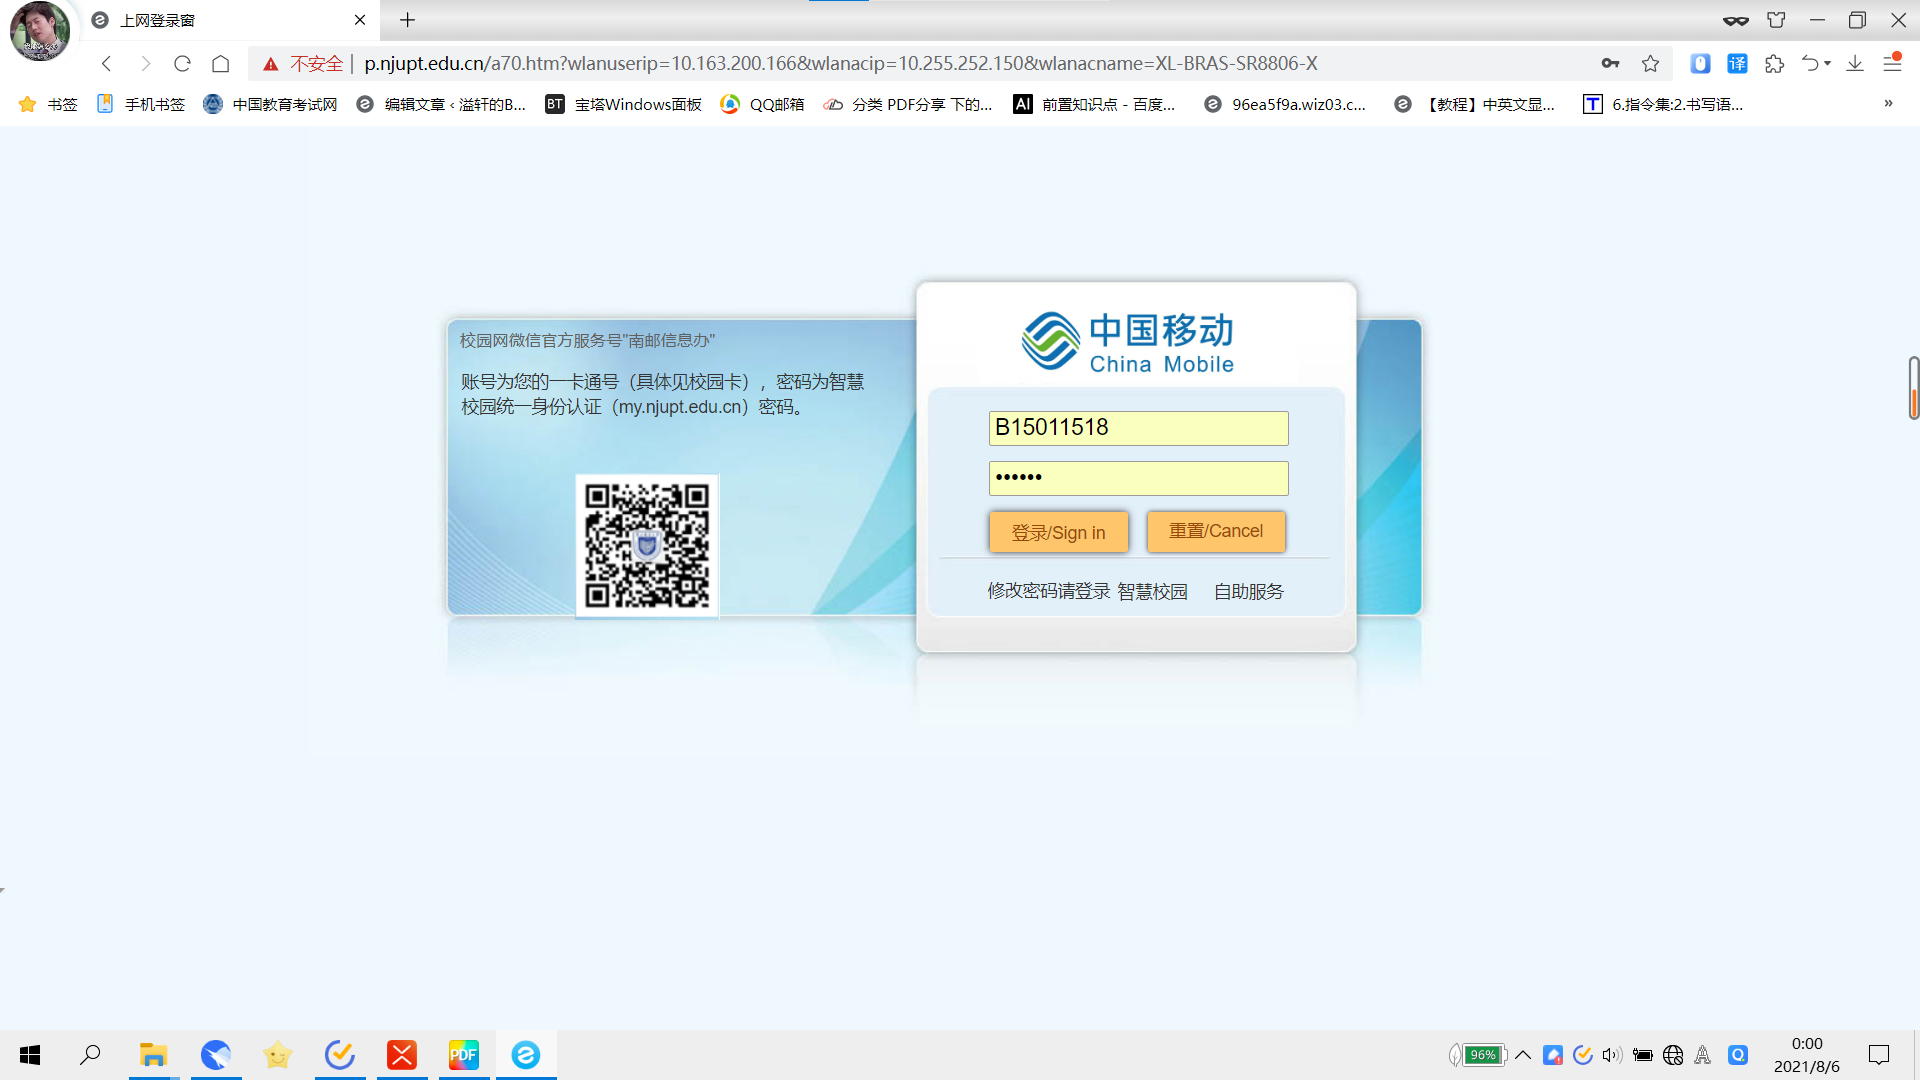 上网登录窗
不安全 p.njupt.edu.cn/a70.htm?wlanuserip=10.163.200.166&wlanacip=10.255.252.150&wlanacname=XL-BRAS-SR8806-X
译
书签 手机书签 中国教育考试网 编辑文章 ‹ 溢轩的B... BT 宝塔Windows面板 QQ邮箱 分类 PDF分享 下的... AI 前置知识点 - 百度... 96ea5f9a.wiz03.c... 【教程】中英文显... T 6.指令集:2.书写语... »
校园网微信官方服务号"南邮信息办"
账号为您的一卡通号（具体见校园卡），密码为智慧
校园统一身份认证（my.njupt.edu.cn）密码。
中国移动
China Mobile
B15011518
••••••
登录/Sign in 重置/Cancel
修改密码请登录 智慧校园 自助服务
PDF
96%
0:00
2021/8/6